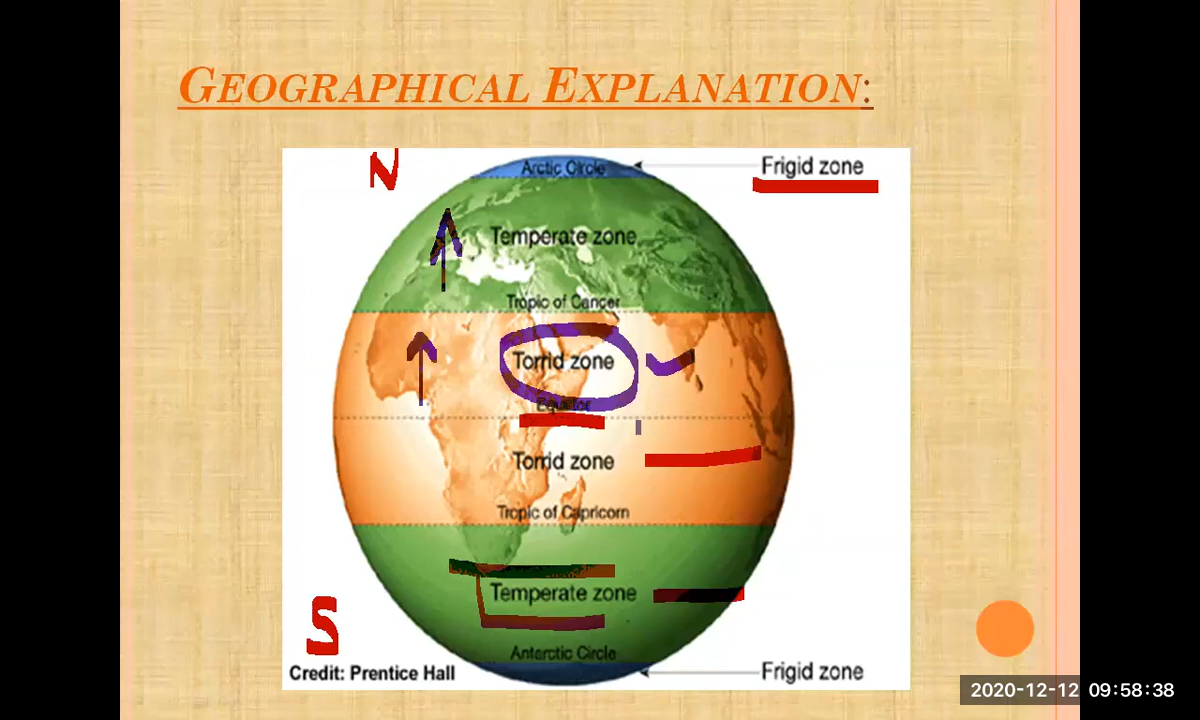 GEOGRAPHICAL EXPLANATION:
N
Arctic Circle
Frigid zone
Temperate zone
Tropic of Cancer
Torrid zone
Equator
Torrid zone
Tropic of Capricorn
Temperate zone
S
Antarctic Circle
Credit: Prentice Hall
Frigid zone
2020-12-12 09:58:38